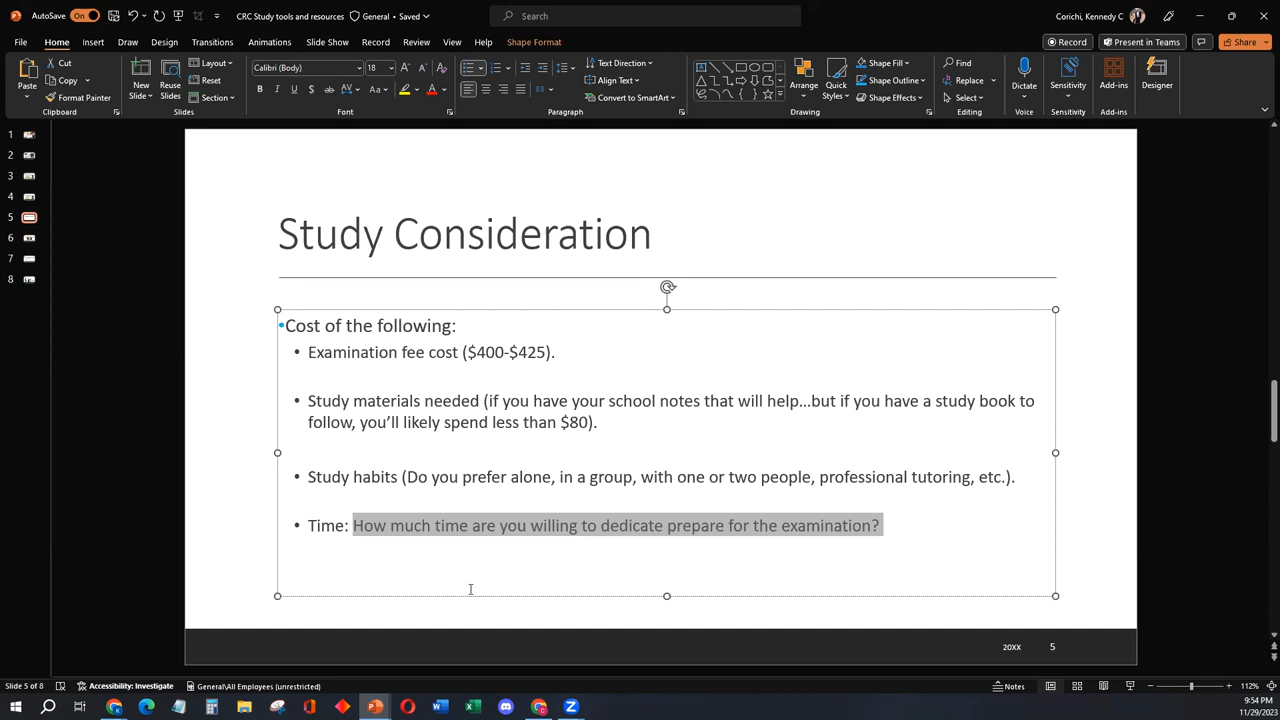 AutoSave On CRC Study tools and resources General • Saved Search Corichi, Kennedy C
File Home Insert Draw Design Transitions Animations Slide Show Record Review View Help Shape Format Record Present in Teams Share
Paste Cut Copy Format Painter Clipboard
New Slide Reuse Slides Layout Reset Section Slides
Calibri (Body) 18 Font
Text Direction Align Text Convert to SmartArt Paragraph
Arrange Quick Styles Shape Fill Shape Outline Shape Effects Drawing
Find Replace Select Editing
Dictate Voice
Sensitivity Sensitivity
Add-ins Add-ins
Designer
1
2
3
4
5
6
7
8
Study Consideration
•Cost of the following:
• Examination fee cost ($400-$425).
• Study materials needed (if you have your school notes that will help…but if you have a study book to
follow, you’ll likely spend less than $80).
• Study habits (Do you prefer alone, in a group, with one or two people, professional tutoring, etc.).
• Time: How much time are you willing to dedicate prepare for the examination?
20XX 5
Slide 5 of 8 Accessibility: Investigate General\All Employees (unrestricted) Notes 112%
9:54 PM
11/29/2023